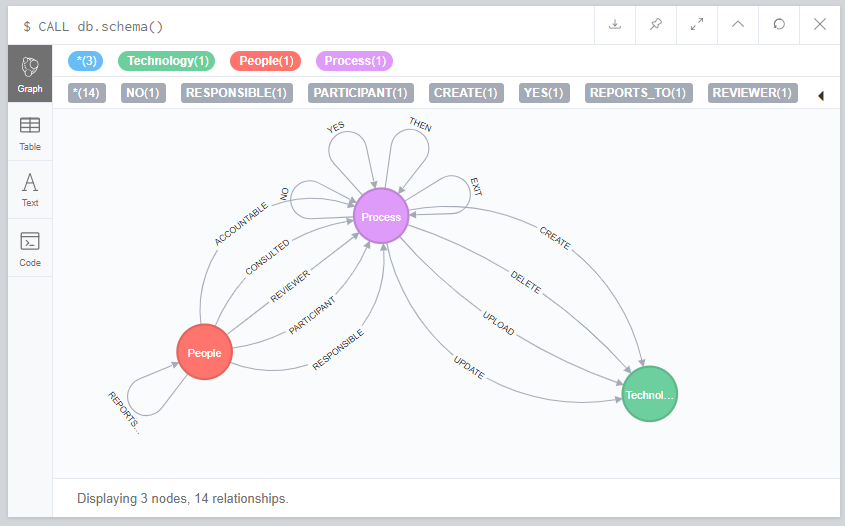 $ CALL db.schema()
*(3) Technology(1) People(1) Process(1)
*(14) NO(1) RESPONSIBLE(1) PARTICIPANT(1) CREATE(1) YES(1) REPORTS_TO(1) REVIEWER(1)
Graph
Table
Text
Code
YES
THEN
NO
EXIT
Process
ACCOUNTABLE
CONSULTED
REVIEWER
PARTICIPANT
RESPONSIBLE
CREATE
DELETE
UPLOAD
UPDATE
People
REPORTS...
Technol...
Displaying 3 nodes, 14 relationships.